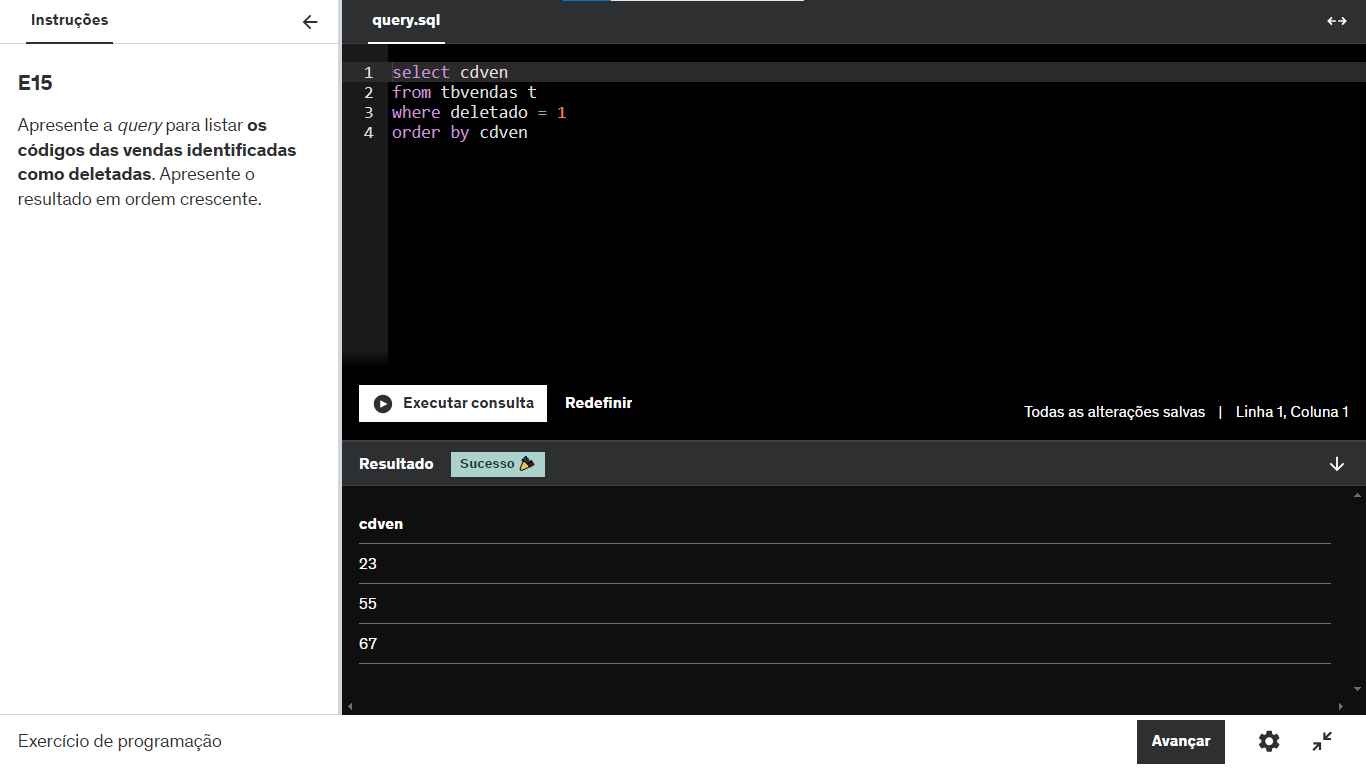 Instruções
E15
Apresente a query para listar os
códigos das vendas identificadas
como deletadas. Apresente o
resultado em ordem crescente.
query.sql
1 select cdven
2 from tbvendas t
3 where deletado = 1
4 order by cdven
Executar consulta Redefinir
Todas as alterações salvas | Linha 1, Coluna 1
Resultado Sucesso
cdven
23
55
67
Exercício de programação
Avançar